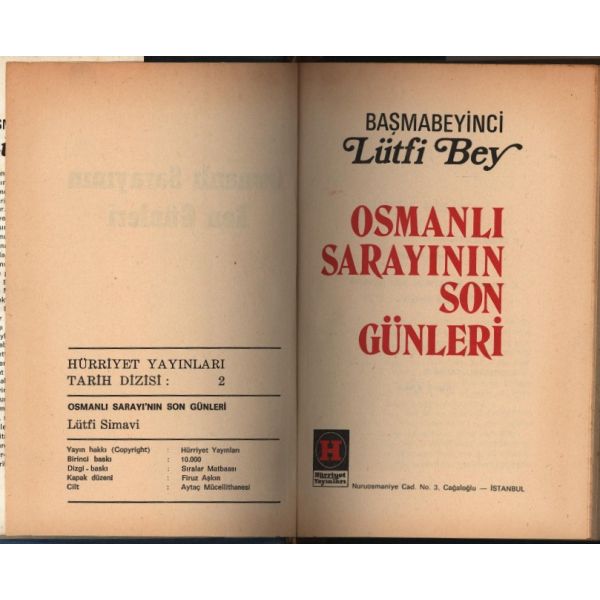 HÜRRİYET YAYINLARI
TARİH DİZİSİ : 2
OSMANLI SARAYI'NIN SON GÜNLERİ
Lütfi Simavi
Yayın hakkı (Copyright) : Hürriyet Yayınları
Birinci baskı : 10.000
Dizgi - baskı : Sıralar Matbaası
Kapak düzeni : Firuz Aşkın
Cilt : Aytaç Mücellithanesi
BAŞMABEYİNCİ
Lütfi Bey
OSMANLI
SARAYININ
SON
GÜNLERİ
H
Hürriyet
Yayınları
Nuruosmaniye Cad. No. 3, Cağaloğlu — İSTANBUL